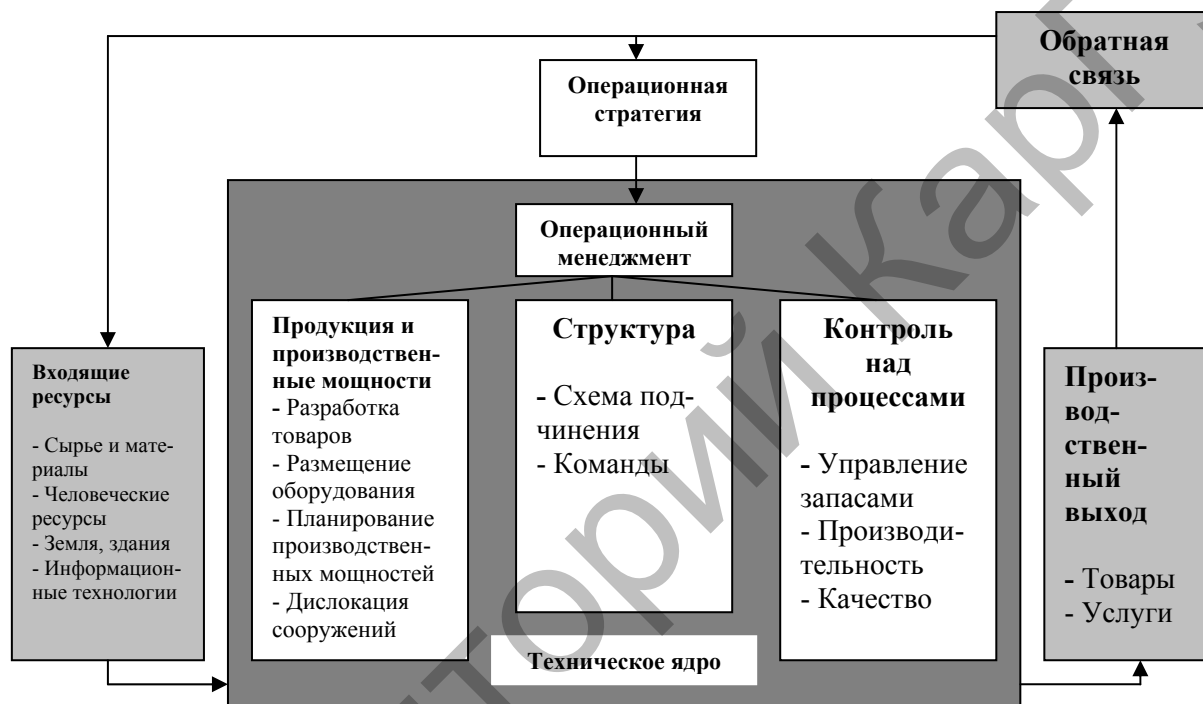 Обратная
связь
Операционная
стратегия
Операционный
менеджмент
Входящие
ресурсы
- Сырье и мате-
риалы
- Человеческие
ресурсы
- Земля, здания
- Информацион-
ные технологии
Продукция и
производствен-
ные мощности
- Разработка
товаров
- Размещение
оборудования
- Планирование
производствен-
ных мощностей
- Дислокация
сооружений
Структура
- Схема под-
чинения
- Команды
Контроль
над
процессами
- Управление
запасами
- Производи-
тельность
- Качество
Техническое ядро
Произ-
вод-
ствен-
ный
выход
- Товары
- Услуги